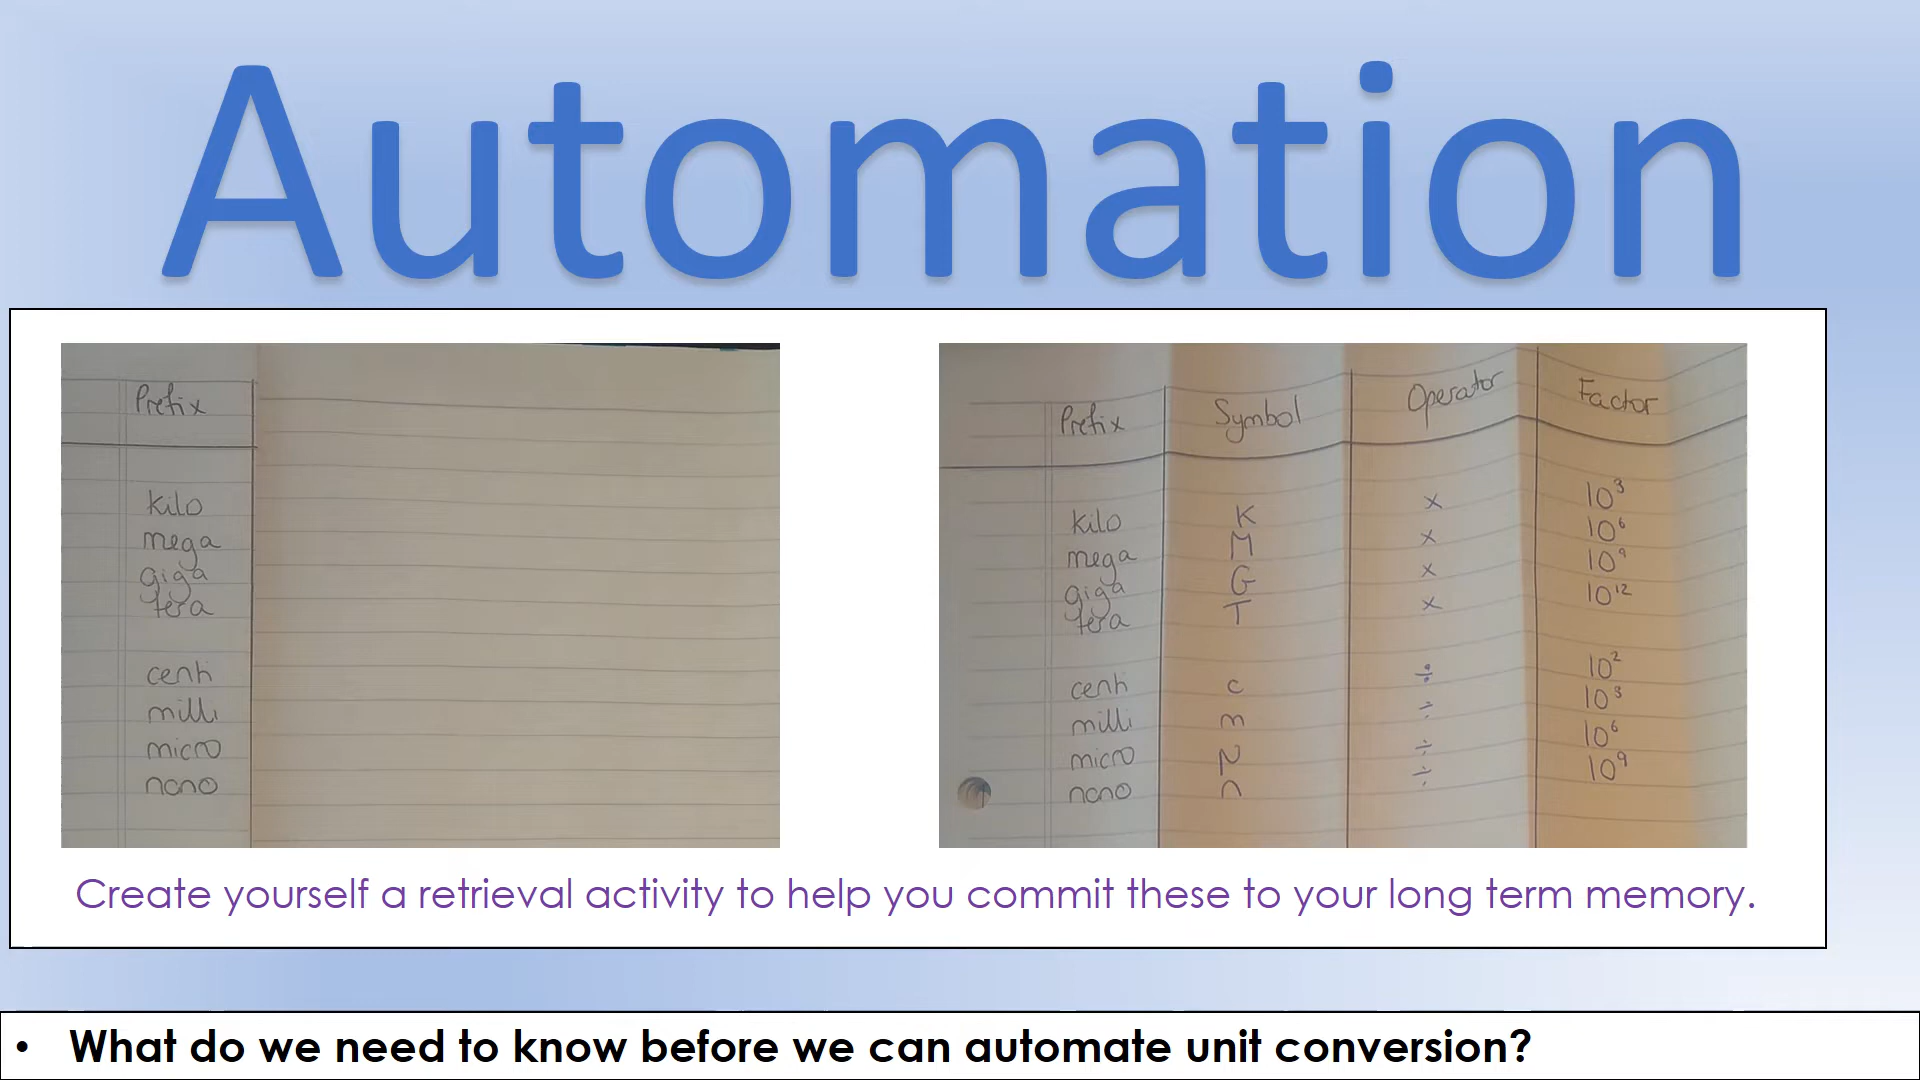 Automation
Prefix
kilo
mega
giga
tera
centi
milli
micro
nano
Prefix Symbol Operator Factor
kilo K × 10³
mega M × 10⁶
giga G × 10⁹
tera T × 10¹²
centi c ÷ 10²
milli m ÷ 10³
micro μ ÷ 10⁶
nano n ÷ 10⁹
Create yourself a retrieval activity to help you commit these to your long term memory.
• What do we need to know before we can automate unit conversion?